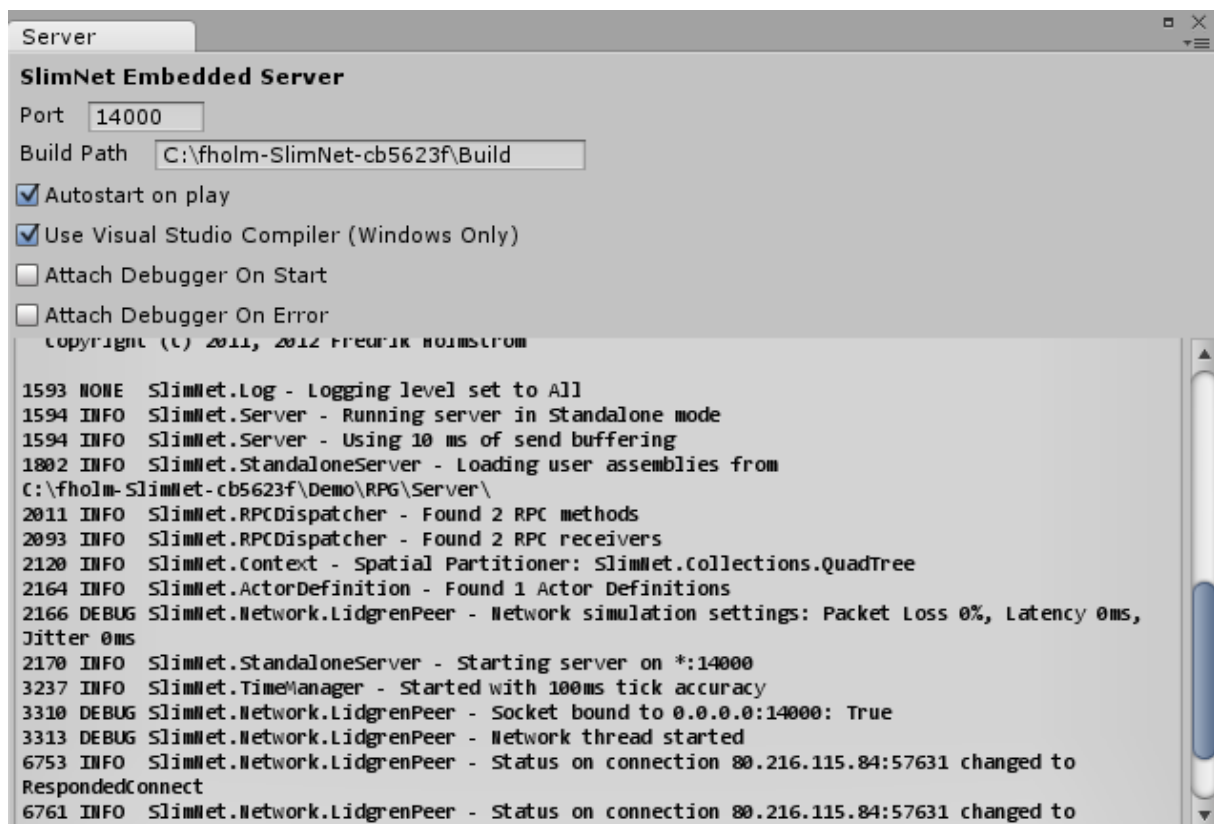 Server
SlimNet Embedded Server
Port 14000
Build Path C:\fholm-SlimNet-cb5623f\Build
Autostart on play
Use Visual Studio Compiler (Windows Only)
Attach Debugger On Start
Attach Debugger On Error
Copyright (C) 2011, 2012 Fredrik Holmstrom
1593 NONE  SlimNet.Log - Logging level set to All
1594 INFO  SlimNet.Server - Running server in Standalone mode
1594 INFO  SlimNet.Server - Using 10 ms of send buffering
1802 INFO  SlimNet.StandaloneServer - Loading user assemblies from
C:\fholm-SlimNet-cb5623f\Demo\RPG\Server\
2011 INFO  SlimNet.RPCDispatcher - Found 2 RPC methods
2093 INFO  SlimNet.RPCDispatcher - Found 2 RPC receivers
2120 INFO  SlimNet.Context - Spatial Partitioner: SlimNet.Collections.QuadTree
2164 INFO  SlimNet.ActorDefinition - Found 1 Actor Definitions
2166 DEBUG SlimNet.Network.LidgrenPeer - Network simulation settings: Packet Loss 0%, Latency 0ms,
Jitter 0ms
2170 INFO  SlimNet.StandaloneServer - Starting server on *:14000
3237 INFO  SlimNet.TimeManager - Started with 100ms tick accuracy
3310 DEBUG SlimNet.Network.LidgrenPeer - Socket bound to 0.0.0.0:14000: True
3313 DEBUG SlimNet.Network.LidgrenPeer - Network thread started
6753 INFO  SlimNet.Network.LidgrenPeer - Status on connection 80.216.115.84:57631 changed to
RespondedConnect
6761 INFO  SlimNet.Network.LidgrenPeer - Status on connection 80.216.115.84:57631 changed to